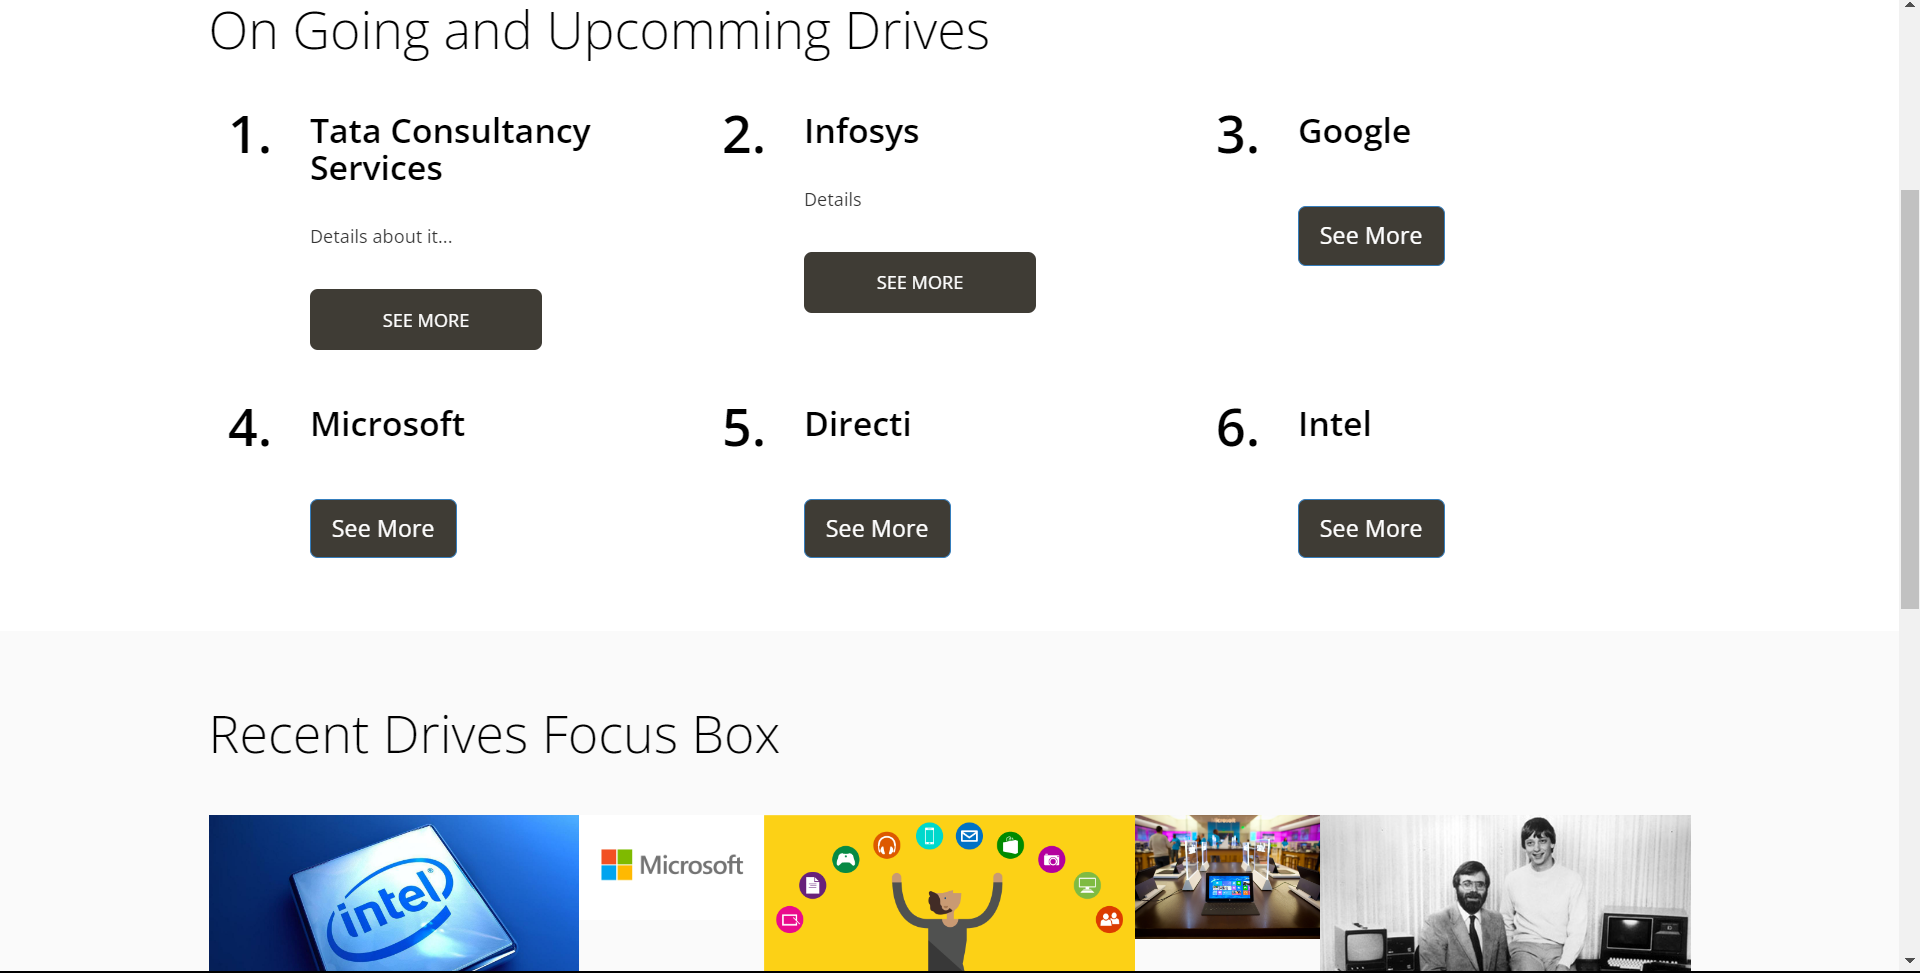 On Going and Upcomming Drives
1.
Tata Consultancy
Services
Details about it...
SEE MORE
2.
Infosys
Details
SEE MORE
3.
Google
See More
4.
Microsoft
See More
5.
Directi
See More
6.
Intel
See More
Recent Drives Focus Box
intel®
Microsoft